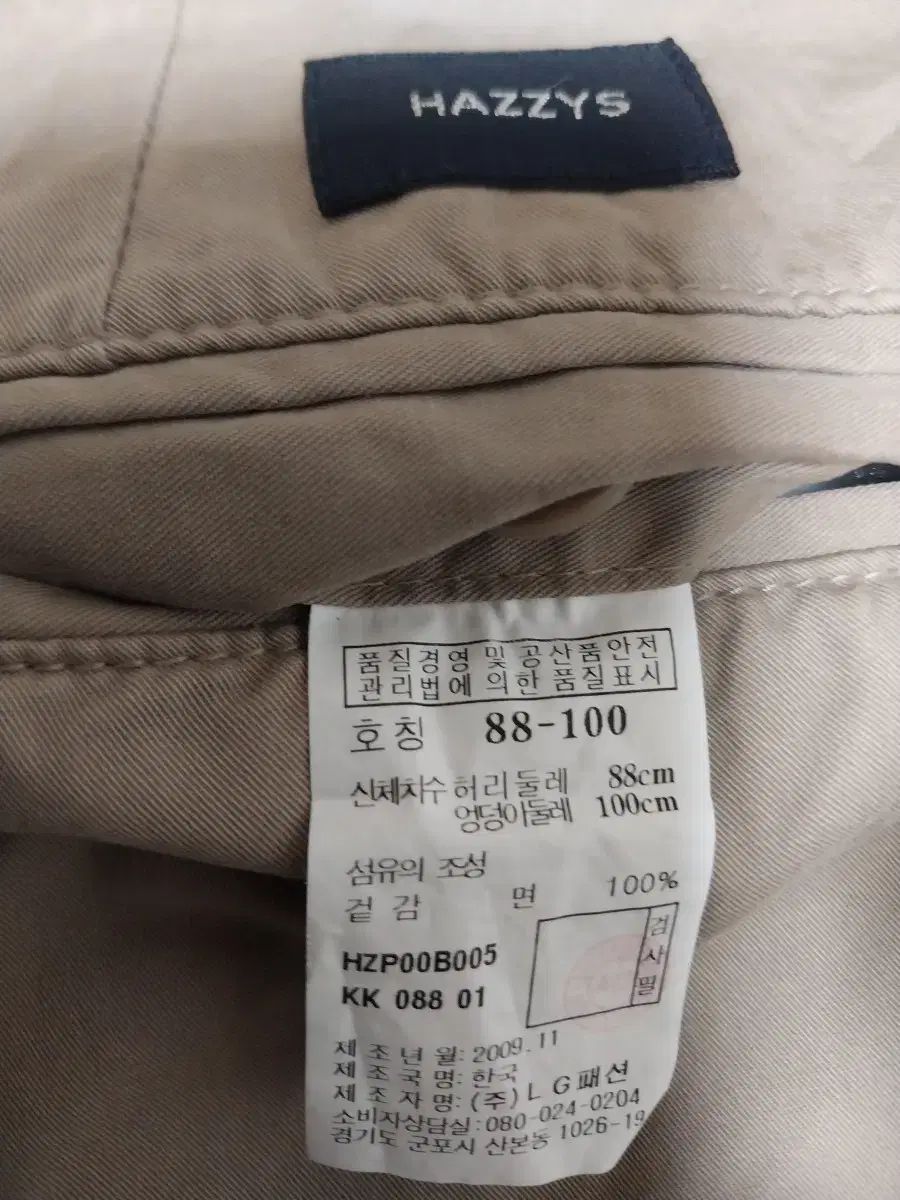 HAZZYS
품질경영 및 공산품안전
관리법에 의한 품질표시
호칭 88-100
신체치수 허리둘레 88cm
엉덩이둘레 100cm
섬유의 조성
겉감 면 100%
HZP00B005
KK 088 01
검사필
제조년월: 2009.11
제조국명: 한국
제조자명: (주)LG패션
소비자상담실: 080-024-0204
경기도 군포시 산본동 1026-19